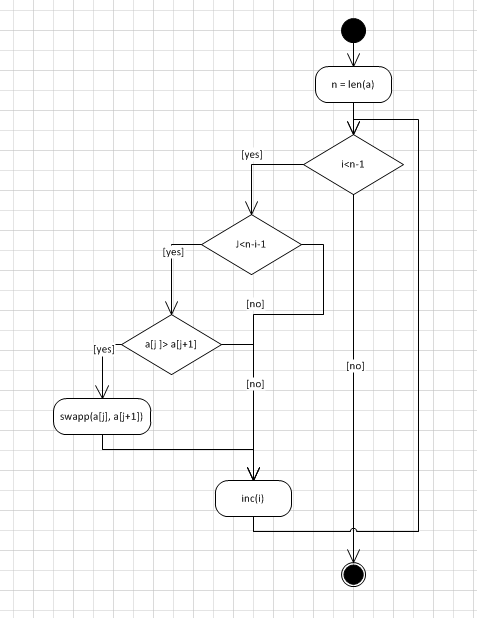 n = len(a)
i<n-1
[yes]
J<n-i-1
[yes]
[no]
a[j ]> a[j+1]
[yes]
[no]
[no]
swapp(a[j], a[j+1])
inc(i)